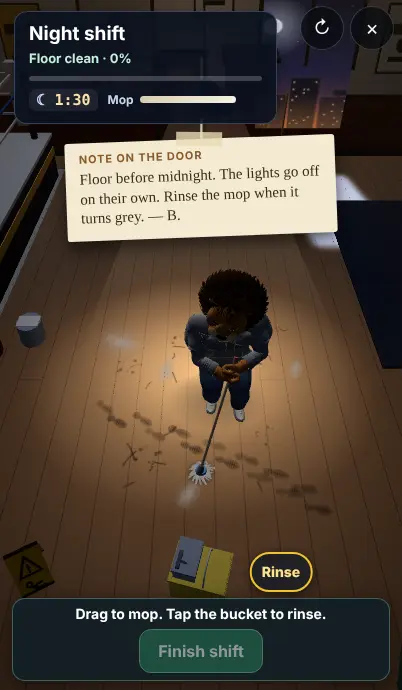 Night shift
Floor clean · 0%
1:30 Mop
NOTE ON THE DOOR
Floor before midnight. The lights go off
on their own. Rinse the mop when it
turns grey. — B.
Rinse
Drag to mop. Tap the bucket to rinse.
Finish shift